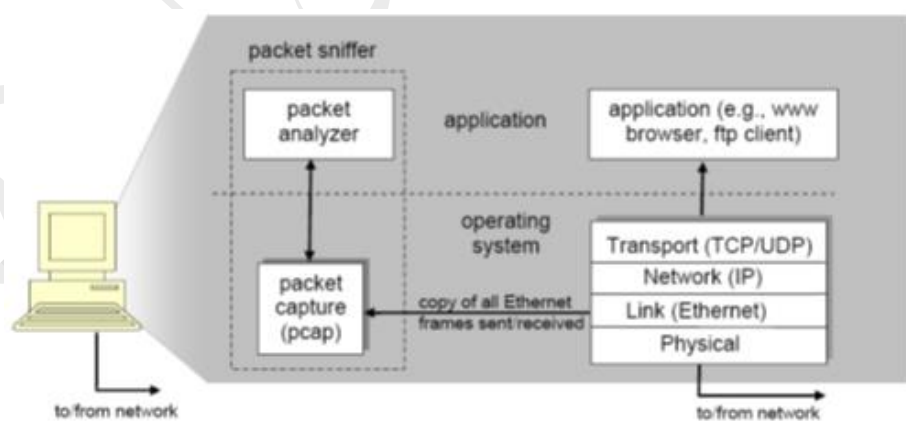 packet sniffer
packet
analyzer
application
application (e.g., www
browser, ftp client)
operating
system
packet
capture
(pcap)
copy of all Ethernet
frames sent/received
Transport (TCP/UDP)
Network (IP)
Link (Ethernet)
Physical
to/from network
to/from network